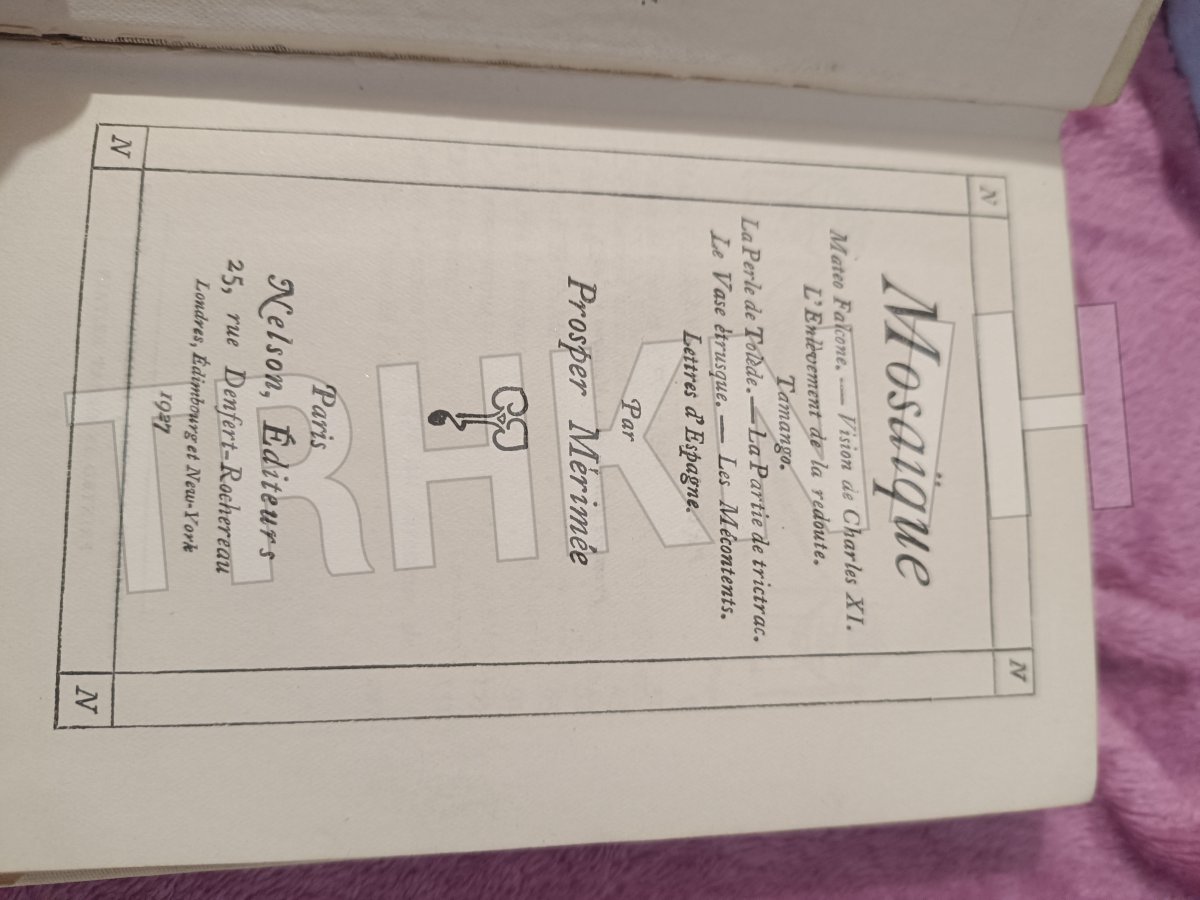 N
N
Mosaïque
Mateo Falcone. — Vision de Charles XI.
L'Enlèvement de la redoute.
Tamango.
La Perle de Tolède. — La Partie de trictrac.
Le Vase étrusque. — Les Mécontents.
Lettres d'Espagne.
Par
Prosper Mérimée
Paris
Nelson, Éditeurs
25, rue Denfert-Rochereau
Londres, Édimbourg et New-York
1937
N
N